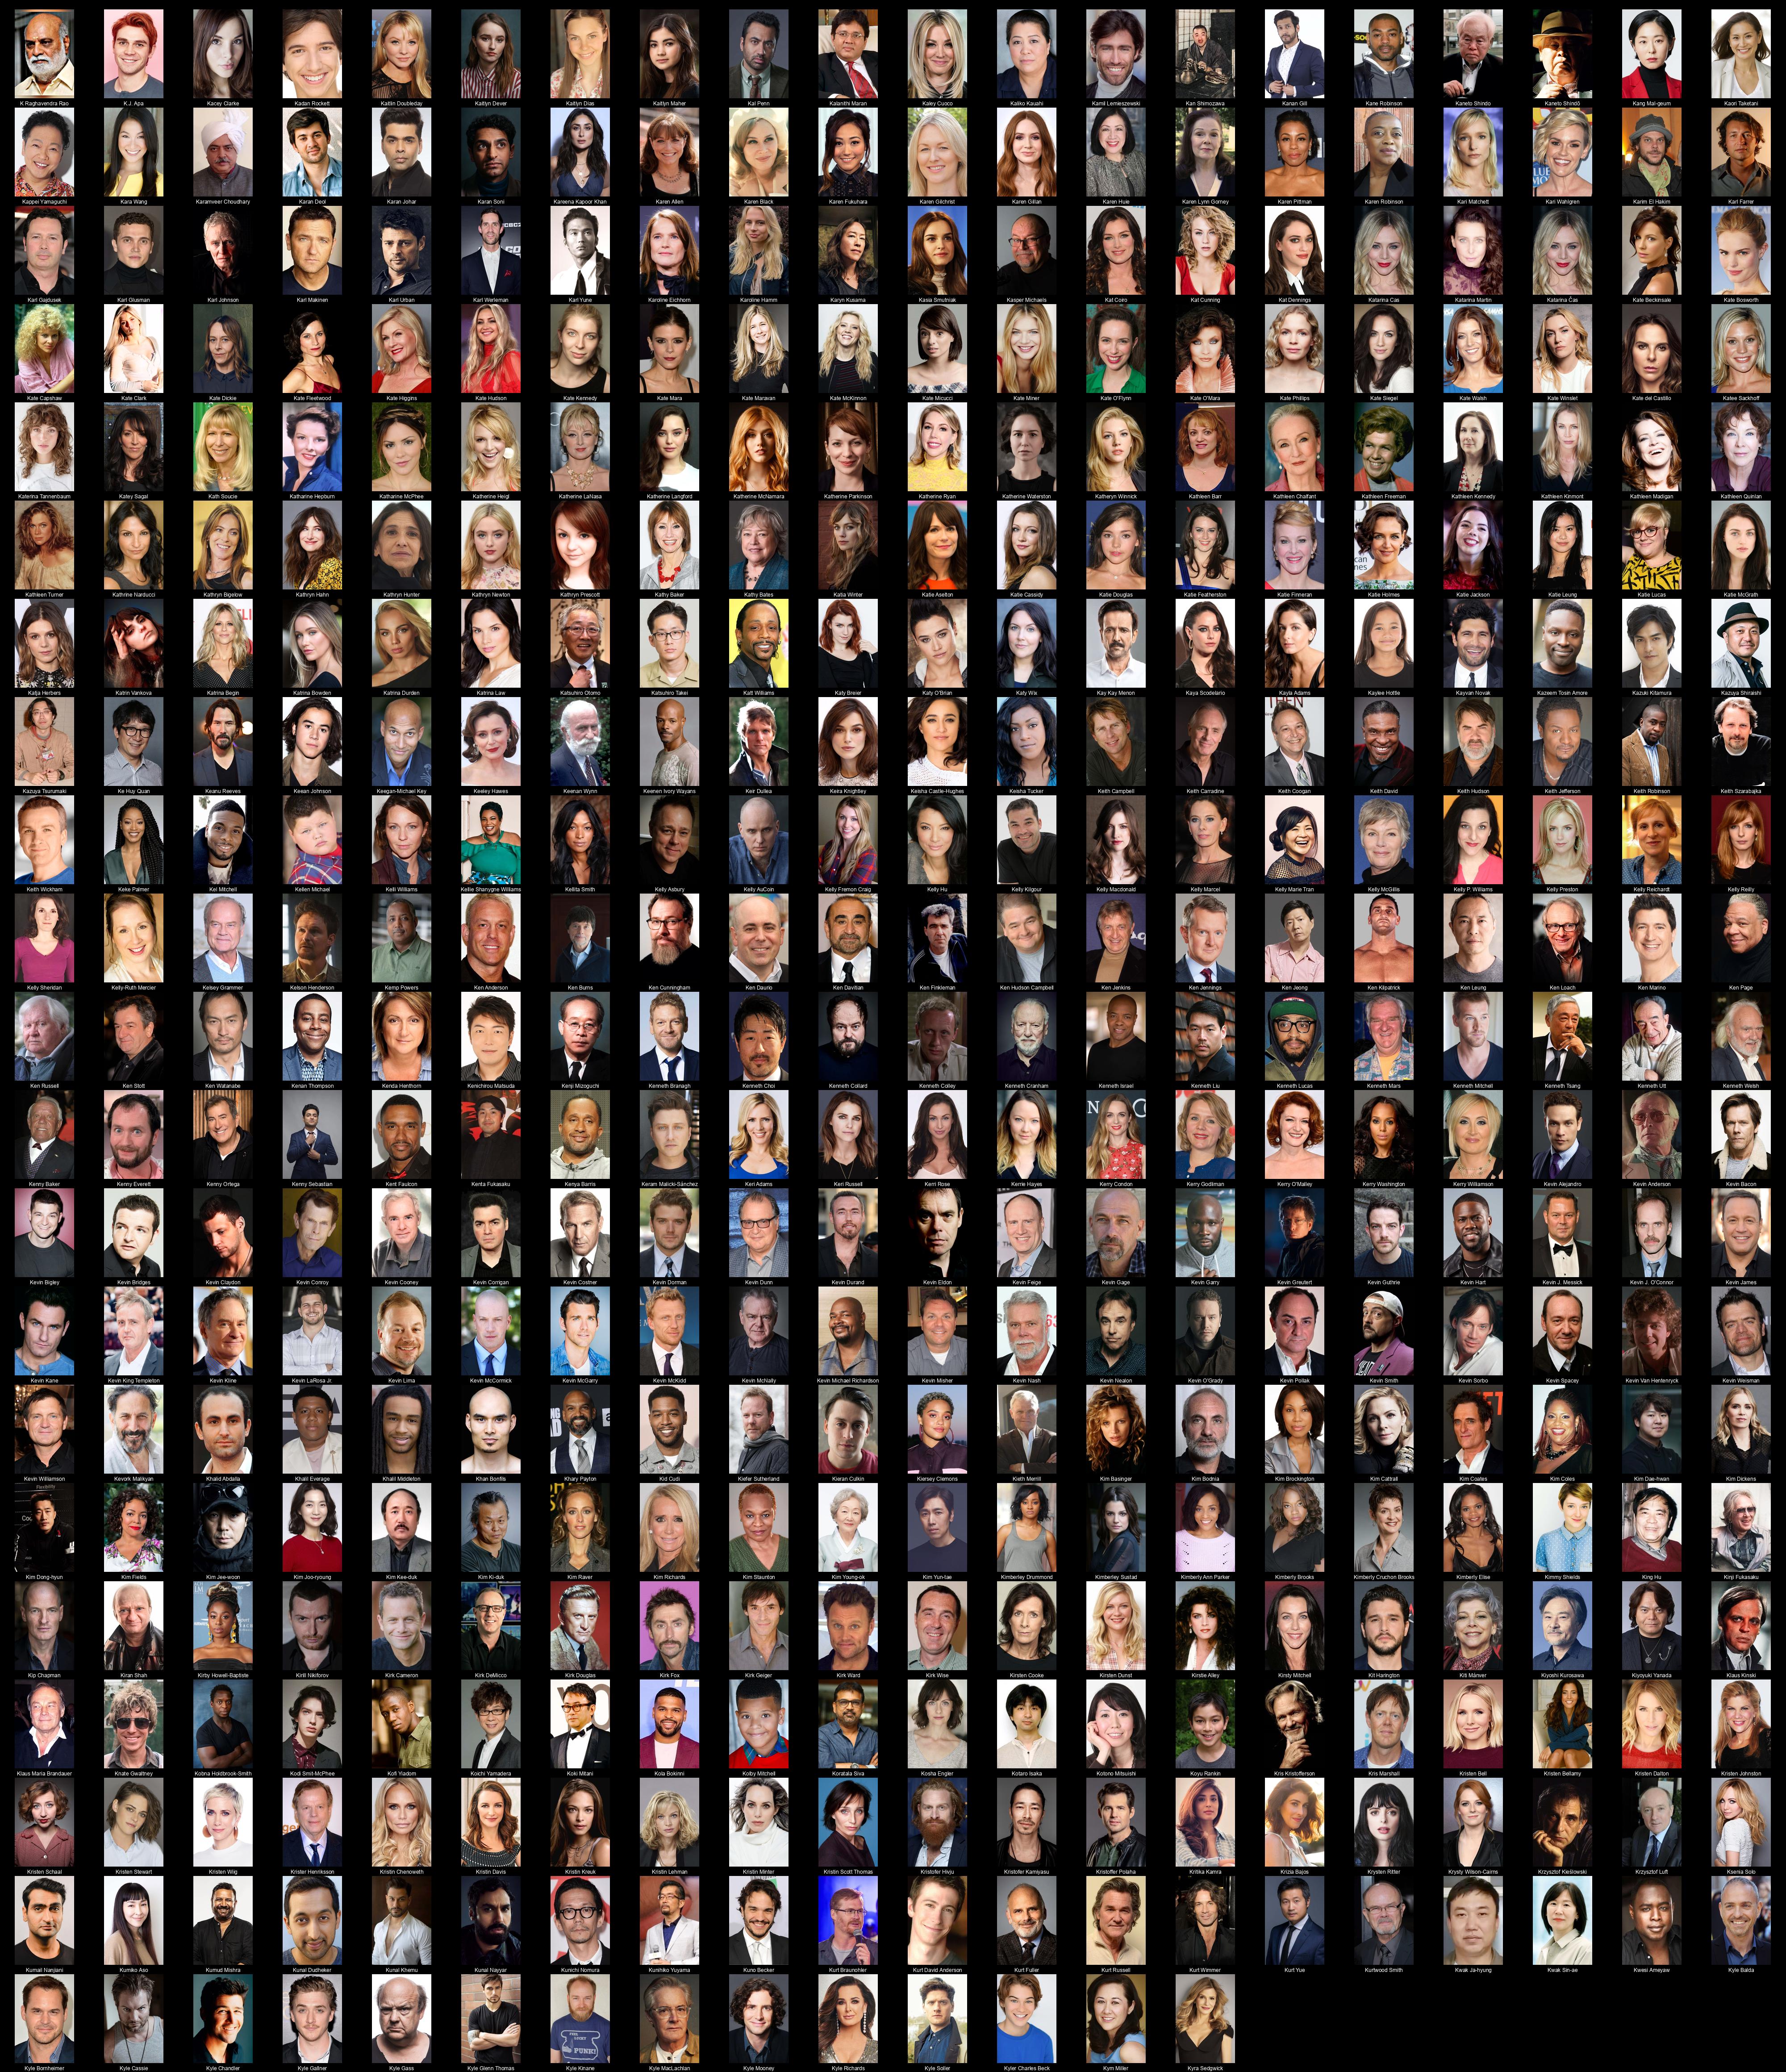 K Raghavendra Rao K.J. Apa Kacey Clarke Kadan Rockett Kaitlin Doubleday Kaitlyn Dever Kaitlyn Dias Kaitlyn Maher Kal Penn Kalanithi Maran Kaley Cuoco Kaliko Kauahi Kamil Lemieszewski Kan Shimozawa Kanan Gill Kane Robinson Kaneto Shindo Kaneto Shindō Kang Mal-geum Kaori Taketani
Kappei Yamaguchi Kara Wang Karamveer Choudhary Karan Deol Karan Johar Karan Soni Kareena Kapoor Khan Karen Allen Karen Black Karen Fukuhara Karen Gilchrist Karen Gillan Karen Huie Karen Lynn Gorney Karen Pittman Karen Robinson Kari Matchett Kari Wahlgren Karim El Hakim Karl Farrer
Karl Gajdusek Karl Glusman Karl Johnson Karl Makinen Karl Urban Karl Werleman Karl Yune Karoline Eichhorn Karoline Hamm Karyn Kusama Kasia Smutniak Kasper Michaels Kat Coiro Kat Cunning Kat Dennings Katarina Cas Katarina Martin Katarina Čas Kate Beckinsale Kate Bosworth
Kate Capshaw Kate Clark Kate Dickie Kate Fleetwood Kate Higgins Kate Hudson Kate Kennedy Kate Mara Kate Maravan Kate McKinnon Kate Micucci Kate Miner Kate O'Flynn Kate O'Mara Kate Phillips Kate Siegel Kate Walsh Kate Winslet Kate del Castillo Katee Sackhoff
Katerina Tannenbaum Katey Sagal Kath Soucie Katharine Hepburn Katharine McPhee Katherine Heigl Katherine LaNasa Katherine Langford Katherine McNamara Katherine Parkinson Katherine Ryan Katherine Waterston Katheryn Winnick Kathleen Barr Kathleen Chalfant Kathleen Freeman Kathleen Kennedy Kathleen Kinmont Kathleen Madigan Kathleen Quinlan
Kathleen Turner Kathrine Narducci Kathryn Bigelow Kathryn Hahn Kathryn Hunter Kathryn Newton Kathryn Prescott Kathy Baker Kathy Bates Katia Winter Katie Aselton Katie Cassidy Katie Douglas Katie Featherston Katie Finneran Katie Holmes Katie Jackson Katie Leung Katie Lucas Katie McGrath
Katja Herbers Katrin Vankova Katrina Begin Katrina Bowden Katrina Durden Katrina Law Katsuhiro Otomo Katsuhiro Takei Katt Williams Katy Breier Katy O'Brian Katy Wix Kay Kay Menon Kaya Scodelario Kayla Adams Kaylee Hottle Kayvan Novak Kazeem Tosin Amore Kazuki Kitamura Kazuya Shiraishi
Kazuya Tsurumaki Ke Huy Quan Keanu Reeves Kean Johnson Keegan-Michael Key Keeley Hawes Keenan Wynn Keenen Ivory Wayans Keir Dullea Keira Knightley Keisha Castle-Hughes Keisha Tucker Keith Campbell Keith Carradine Keith Coogan Keith David Keith Hudson Keith Jefferson Keith Robinson Keith Szarabajka
Keith Wickham Keke Palmer Kel Mitchell Kellen Michael Kelli Williams Kellie Shanygne Williams Kellita Smith Kelly Asbury Kelly AuCoin Kelly Fremon Craig Kelly Hu Kelly Kilgour Kelly Macdonald Kelly Marcel Kelly Marie Tran Kelly McGillis Kelly P. Williams Kelly Preston Kelly Reichardt Kelly Reilly
Kelly Sheridan Kelly-Ruth Mercier Kelsey Grammer Kelson Henderson Kemp Powers Ken Anderson Ken Burns Ken Cunningham Ken Daurio Ken Davitian Ken Finkleman Ken Hudson Campbell Ken Jenkins Ken Jennings Ken Jeong Ken Kilpatrick Ken Leung Ken Loach Ken Marino Ken Page
Ken Russell Ken Stott Ken Watanabe Kenan Thompson Kenda Henthorn Kenichirou Matsuda Kenji Mizoguchi Kenneth Branagh Kenneth Choi Kenneth Collard Kenneth Colley Kenneth Cranham Kenneth Israel Kenneth Liu Kenneth Lucas Kenneth Mars Kenneth Mitchell Kenneth Tsang Kenneth Utt Kenneth Welsh
Kenny Baker Kenny Everett Kenny Ortega Kenny Sebastian Kent Faulcon Kenta Fukasaku Kenya Barris Keram Malicki-Sánchez Keri Adams Keri Russell Kerri Rose Kerrie Hayes Kerry Condon Kerry Godliman Kerry O'Malley Kerry Washington Kerry Williamson Kevin Alejandro Kevin Anderson Kevin Bacon
Kevin Bigley Kevin Bridges Kevin Claydon Kevin Conroy Kevin Cooney Kevin Corrigan Kevin Costner Kevin Dorman Kevin Dunn Kevin Durand Kevin Eldon Kevin Feige Kevin Gage Kevin Garry Kevin Greutert Kevin Guthrie Kevin Hart Kevin J. Messick Kevin J. O'Connor Kevin James
Kevin Kane Kevin King Templeton Kevin Kline Kevin LaRosa Jr. Kevin Lima Kevin McCormick Kevin McGarry Kevin McKidd Kevin McNally Kevin Michael Richardson Kevin Misher Kevin Nash Kevin Nealon Kevin O'Grady Kevin Pollak Kevin Smith Kevin Sorbo Kevin Spacey Kevin Van Hentenryck Kevin Weisman
Kevin Williamson Kevork Malikyan Khalid Abdalla Khalil Everage Khalil Middleton Khan Bonfils Khary Payton Kid Cudi Kiefer Sutherland Kieran Culkin Kiersey Clemons Kieth Merrill Kim Basinger Kim Bodnia Kim Brockington Kim Cattrall Kim Coates Kim Coles Kim Dae-hwan Kim Dickens
Kim Dong-hyun Kim Fields Kim Jee-woon Kim Joo-ryoung Kim Kee-duk Kim Ki-duk Kim Raver Kim Richards Kim Staunton Kim Young-ok Kim Yun-tae Kimberley Drummond Kimberley Sustad Kimberly Ann Parker Kimberly Brooks Kimberly Cruchon Brooks Kimberly Elise Kimmy Shields King Hu Kinji Fukasaku
Kip Chapman Kiran Shah Kirby Howell-Baptiste Kirill Nikiforov Kirk Cameron Kirk DeMicco Kirk Douglas Kirk Fox Kirk Geiger Kirk Ward Kirk Wise Kirsten Cooke Kirsten Dunst Kirstie Alley Kirsty Mitchell Kit Harington Kiti Mánver Kiyoshi Kurosawa Kiyoyuki Yanada Klaus Kinski
Klaus Maria Brandauer Knate Gwaltney Kobna Holdbrook-Smith Kodi Smit-McPhee Kofi Yiadom Koichi Yamadera Koki Mitani Kola Bokinni Kolby Mitchell Koratala Siva Kosha Engler Kotaro Isaka Kotono Mitsuishi Koyu Rankin Kris Kristofferson Kris Marshall Kristen Bell Kristen Bellamy Kristen Dalton Kristen Johnston
Kristen Schaal Kristen Stewart Kristen Wiig Krister Henriksson Kristin Chenoweth Kristin Davis Kristin Kreuk Kristin Lehman Kristin Minter Kristin Scott Thomas Kristofer Hivju Kristofer Kamiyasu Kristoffer Polaha Kritika Kamra Krizia Bajos Krysten Ritter Krysty Wilson-Cairns Krzysztof Kieślowski Krzysztof Luft Ksenia Solo
Kumail Nanjiani Kumiko Aso Kumud Mishra Kunal Dudheker Kunal Khemu Kunal Nayyar Kunichi Nomura Kunihiko Yuyama Kuno Becker Kurt Braunohler Kurt David Anderson Kurt Fuller Kurt Russell Kurt Wimmer Kurt Yue Kurtwood Smith Kwak Ja-hyung Kwak Sin-ae Kwesi Ameyaw Kyle Balda
Kyle Bornheimer Kyle Cassie Kyle Chandler Kyle Gallner Kyle Gass Kyle Glenn Thomas Kyle Kinane Kyle MacLachlan Kyle Mooney Kyle Richards Kyle Soller Kyler Charles Beck Kym Miller Kyra Sedgwick